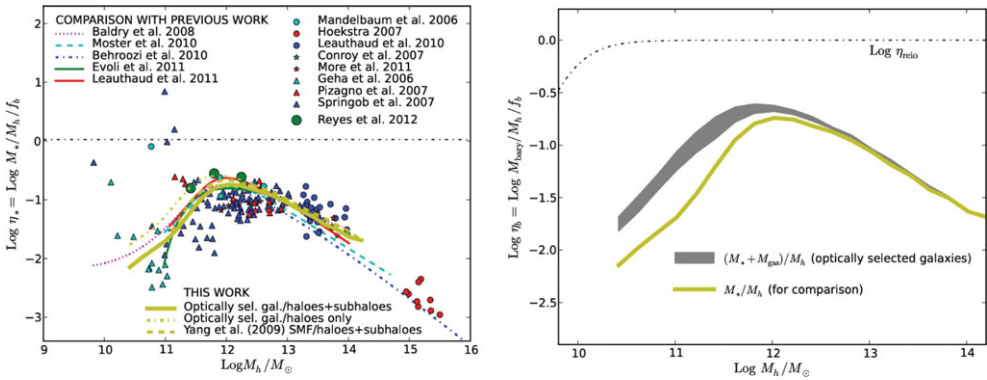 COMPARISON WITH PREVIOUS WORK
Baldry et al. 2008
Moster et al. 2010
Behroozi et al. 2010
Evoli et al. 2011
Leauthaud et al. 2011
Mandelbaum et al. 2006
Hoekstra 2007
Leauthaud et al. 2010
Conroy et al. 2007
More et al. 2011
Geha et al. 2006
Pizagno et al. 2007
Springob et al. 2007
Reyes et al. 2012
2
1
0
−1
−2
−3
Log η* = Log M*/Mh/fb
THIS WORK
Optically sel. gal./haloes+subhaloes
Optically sel. gal./haloes only
Yang et al. (2009) SMF/haloes+subhaloes
9 10 11 12 13 14 15 16
LogMh/M⊙
0.0
−0.5
−1.0
−1.5
−2.0
−2.5
Log ηb = Log Mbary/Mh/fb
Log ηreio
(M*+Mgas)/Mh (optically selected galaxies)
M*/Mh (for comparison)
10 11 12 13 14
Log Mh/M⊙